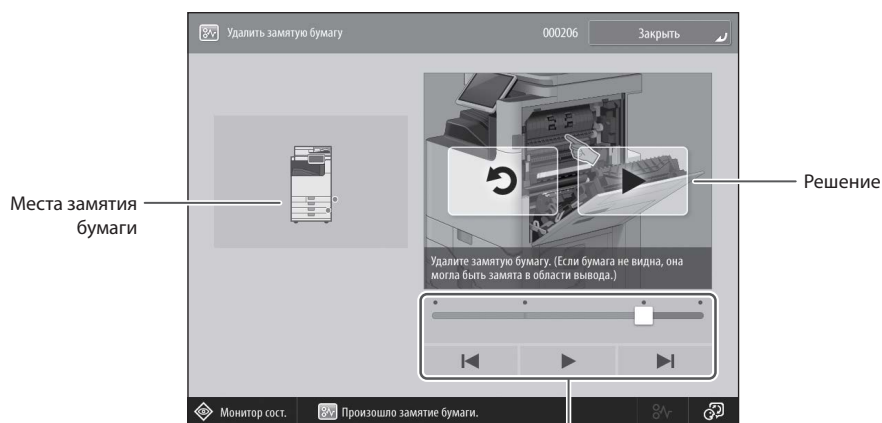 Удалить замятую бумагу
000206
Закрыть
Места замятия
бумаги
Решение
Удалите замятую бумагу. (Если бумага не видна, она
могла быть замята в области вывода.)
Монитор сост.
Произошло замятие бумаги.